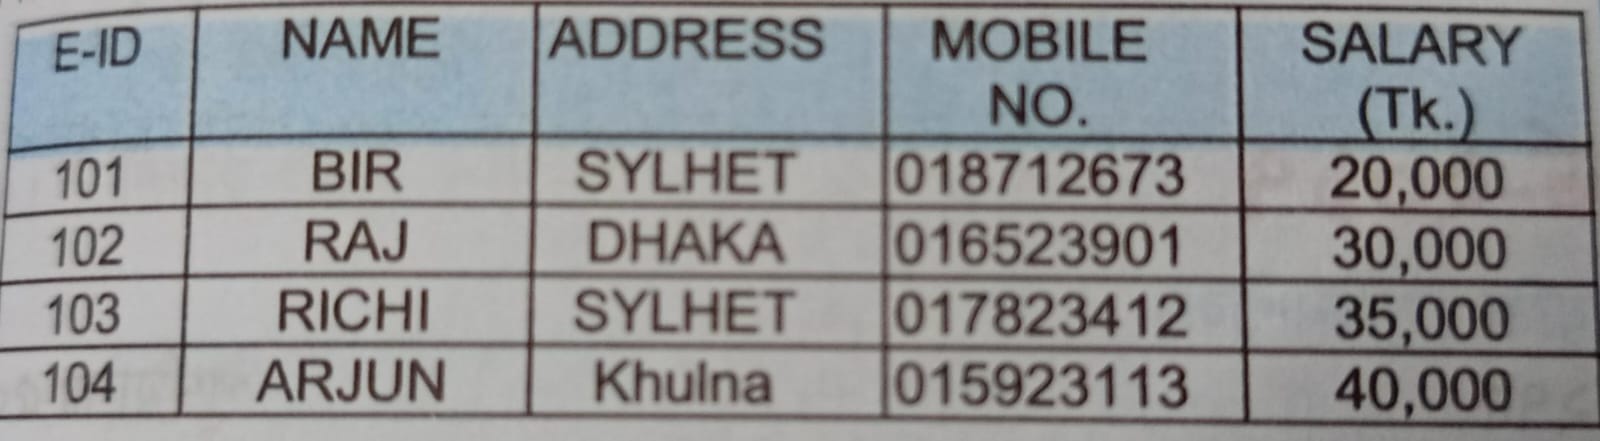 E-ID NAME ADDRESS MOBILE NO. SALARY (Tk.)
101 BIR SYLHET 018712673 20,000
102 RAJ DHAKA 016523901 30,000
103 RICHI SYLHET 017823412 35,000
104 ARJUN Khulna 015923113 40,000